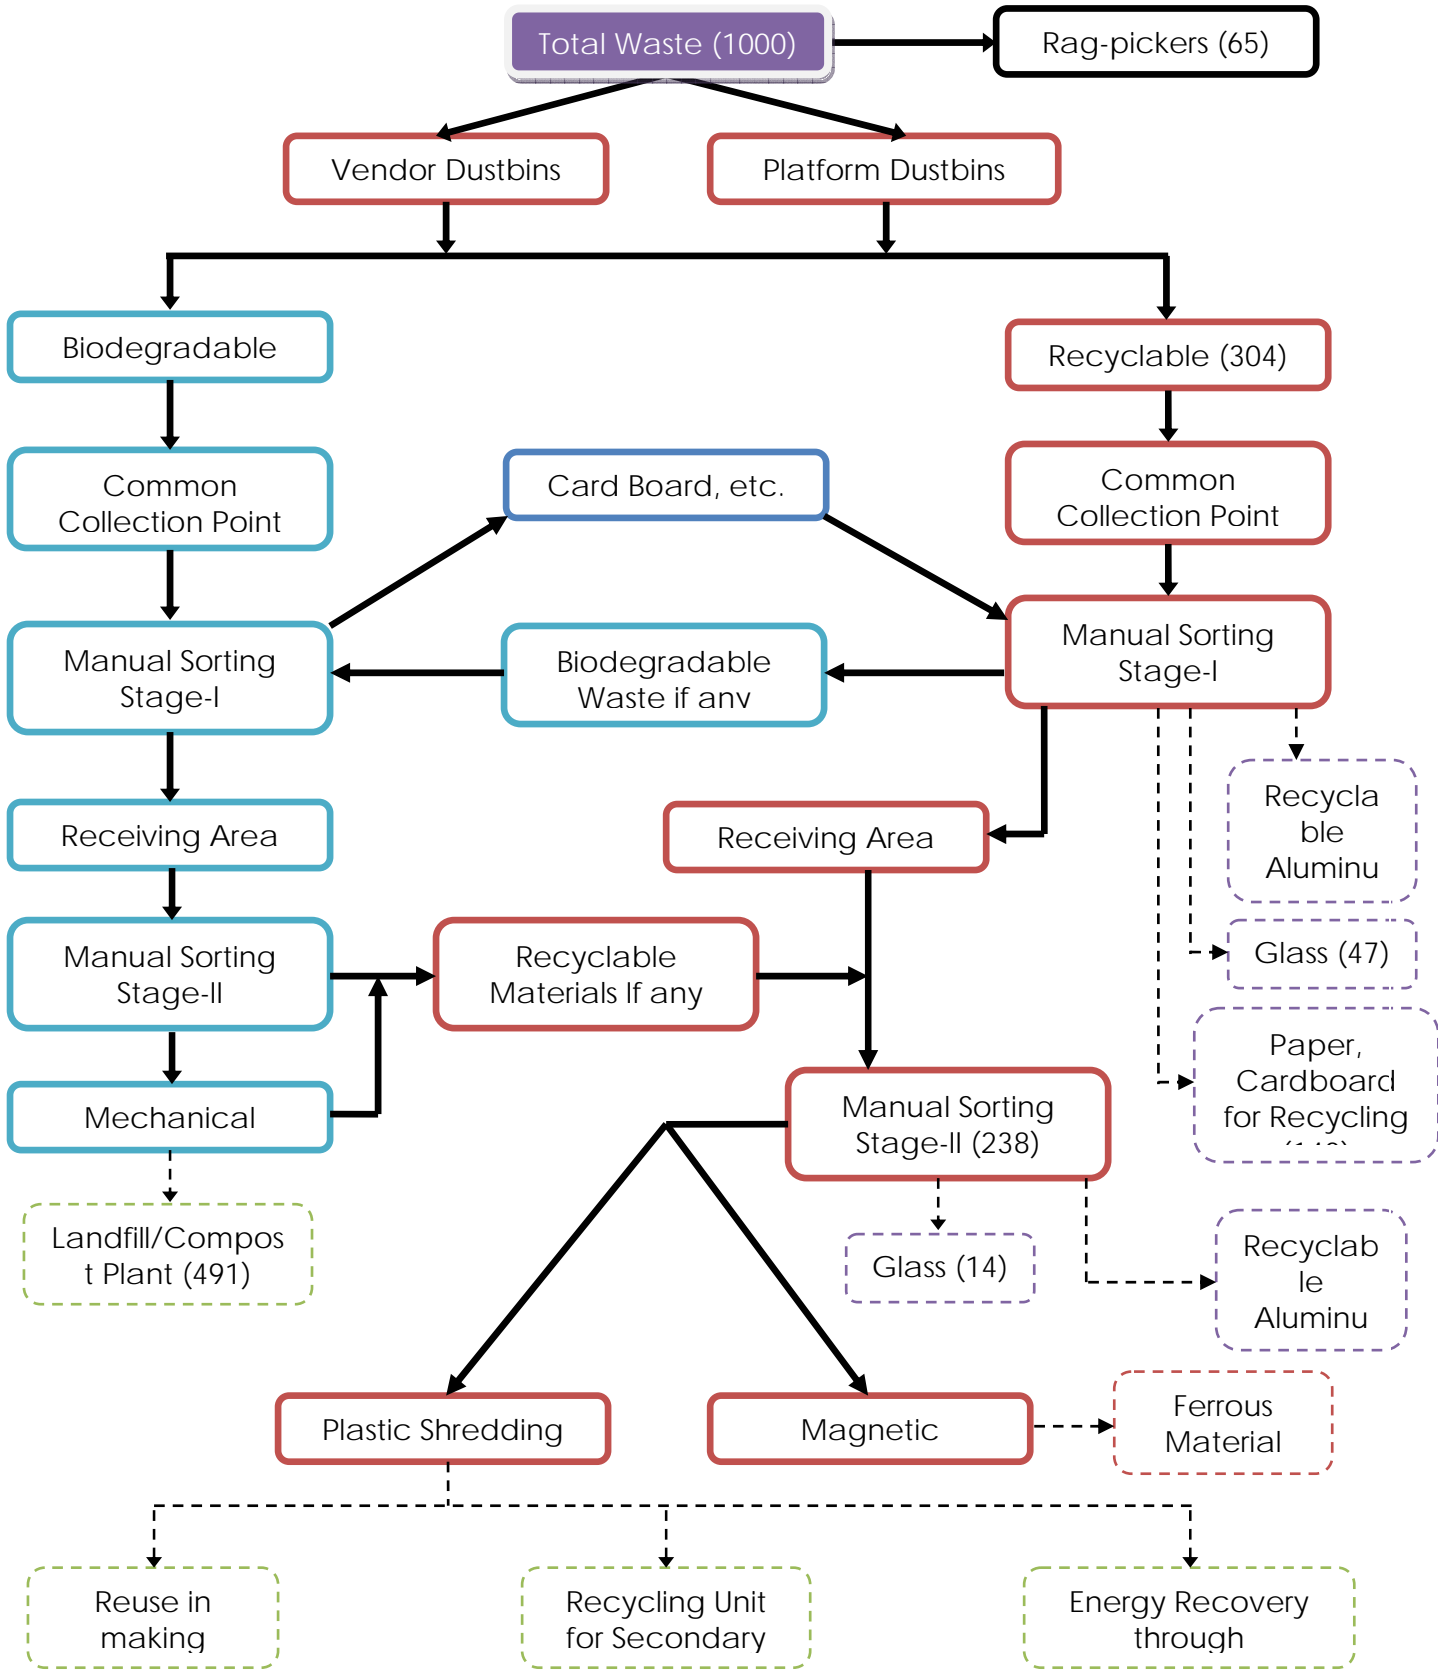 Total Waste (1000)
Rag-pickers (65)
Vendor Dustbins
Platform Dustbins
Biodegradable
Recyclable (304)
Common
Collection Point
Card Board, etc.
Common
Collection Point
Manual Sorting
Stage-I
Biodegradable
Waste if any
Manual Sorting
Stage-I
Recycla
ble
Aluminu
Receiving Area
Receiving Area
Glass (47)
Manual Sorting
Stage-II
Recyclable
Materials If any
Paper,
Cardboard
for Recycling
Mechanical
Manual Sorting
Stage-II (238)
Landfill/Compos
t Plant (491)
Glass (14)
Recyclab
le
Aluminu
Plastic Shredding
Magnetic
Ferrous
Material
Reuse in
making
Recycling Unit
for Secondary
Energy Recovery
through